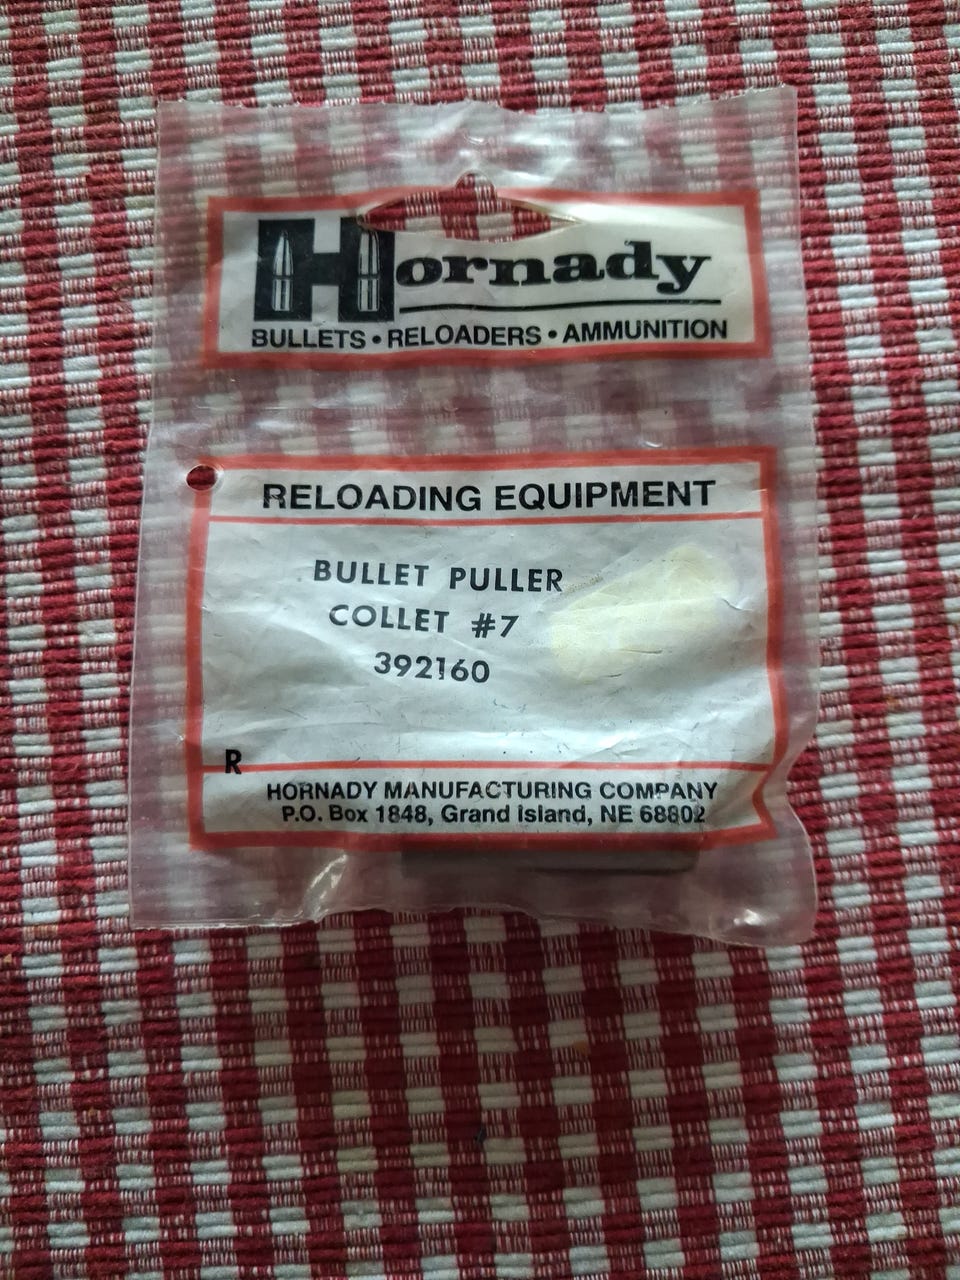 Hornady
BULLETS • RELOADERS • AMMUNITION
RELOADING EQUIPMENT
BULLET PULLER
COLLET #7
392160
R
HORNADY MANUFACTURING COMPANY
P.O. Box 1848, Grand Island, NE 68802